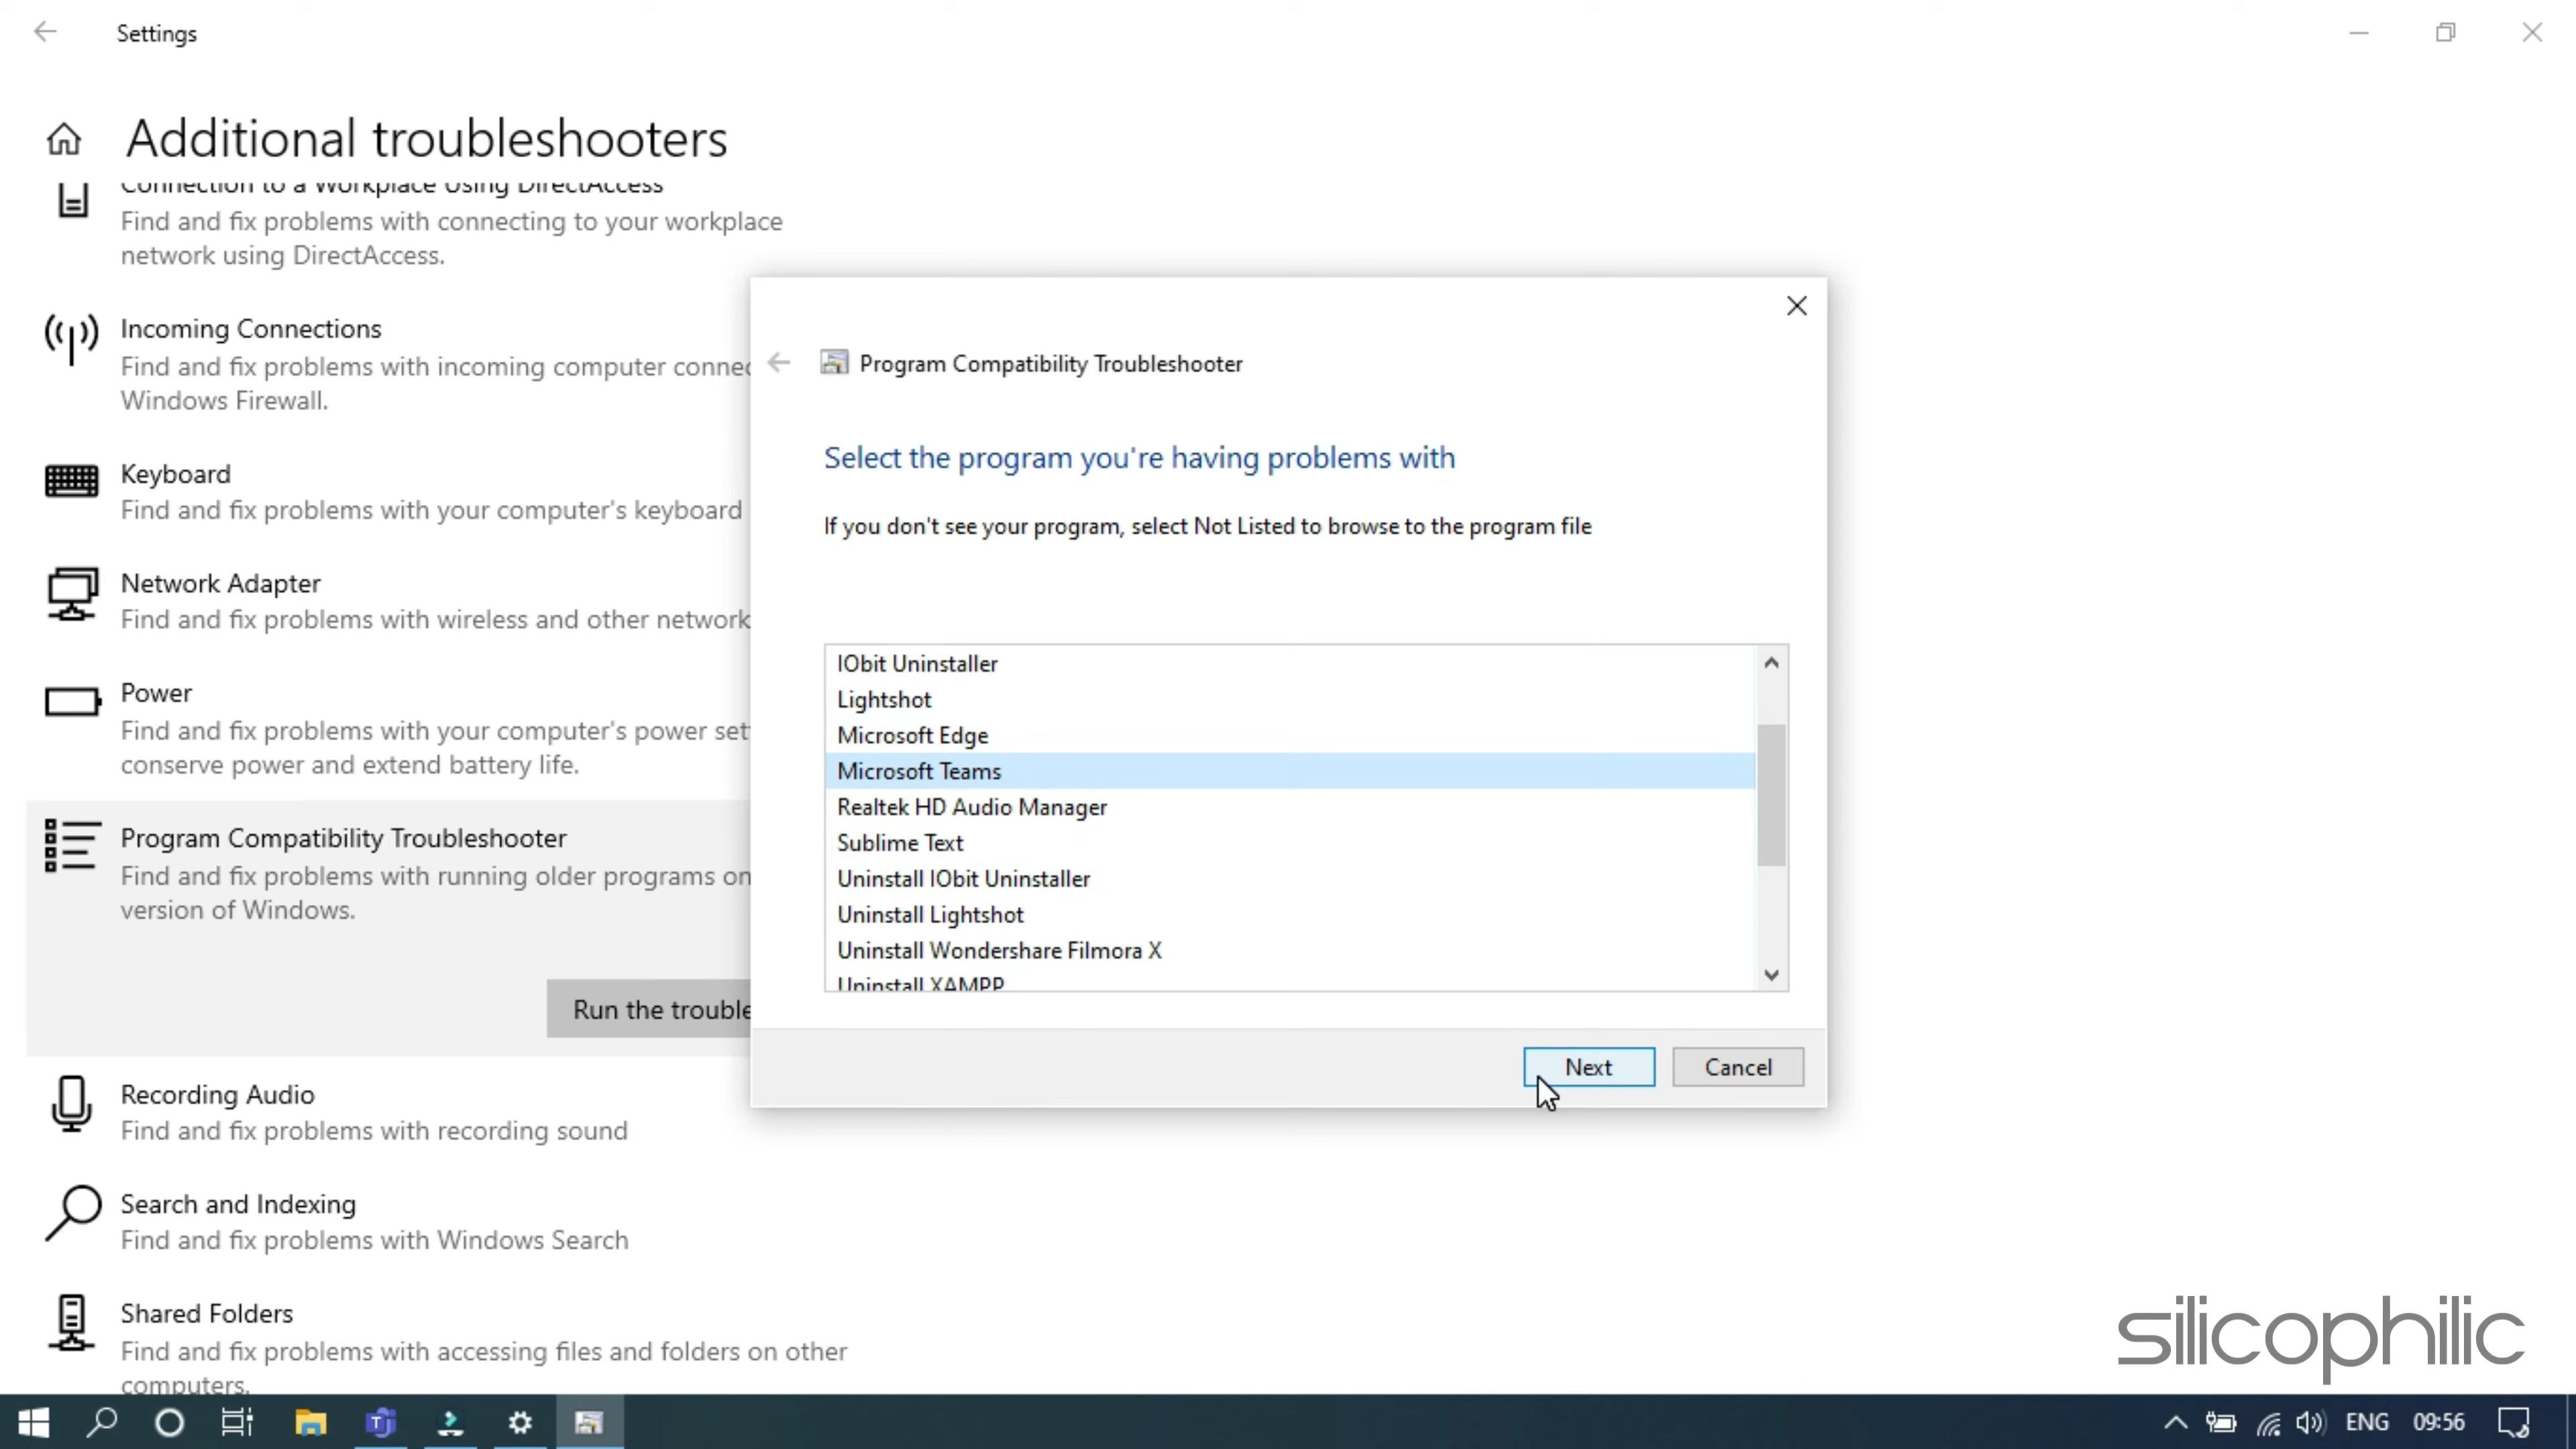 Settings
Additional troubleshooters
Connection to a Workplace Using DirectAccess
Find and fix problems with connecting to your workplace
network using DirectAccess.
Incoming Connections
Find and fix problems with incoming computer connec
Windows Firewall.
Keyboard
Find and fix problems with your computer's keyboard
Network Adapter
Find and fix problems with wireless and other network
Power
Find and fix problems with your computer's power set
conserve power and extend battery life.
Program Compatibility Troubleshooter
Find and fix problems with running older programs on
version of Windows.
Run the trouble
Recording Audio
Find and fix problems with recording sound
Search and Indexing
Find and fix problems with Windows Search
Shared Folders
Find and fix problems with accessing files and folders on other
computers.
Program Compatibility Troubleshooter
Select the program you're having problems with
If you don't see your program, select Not Listed to browse to the program file
IObit Uninstaller
Lightshot
Microsoft Edge
Microsoft Teams
Realtek HD Audio Manager
Sublime Text
Uninstall IObit Uninstaller
Uninstall Lightshot
Uninstall Wondershare Filmora X
Uninstall XAMPP
Next
Cancel
silicophilic
ENG
09:56